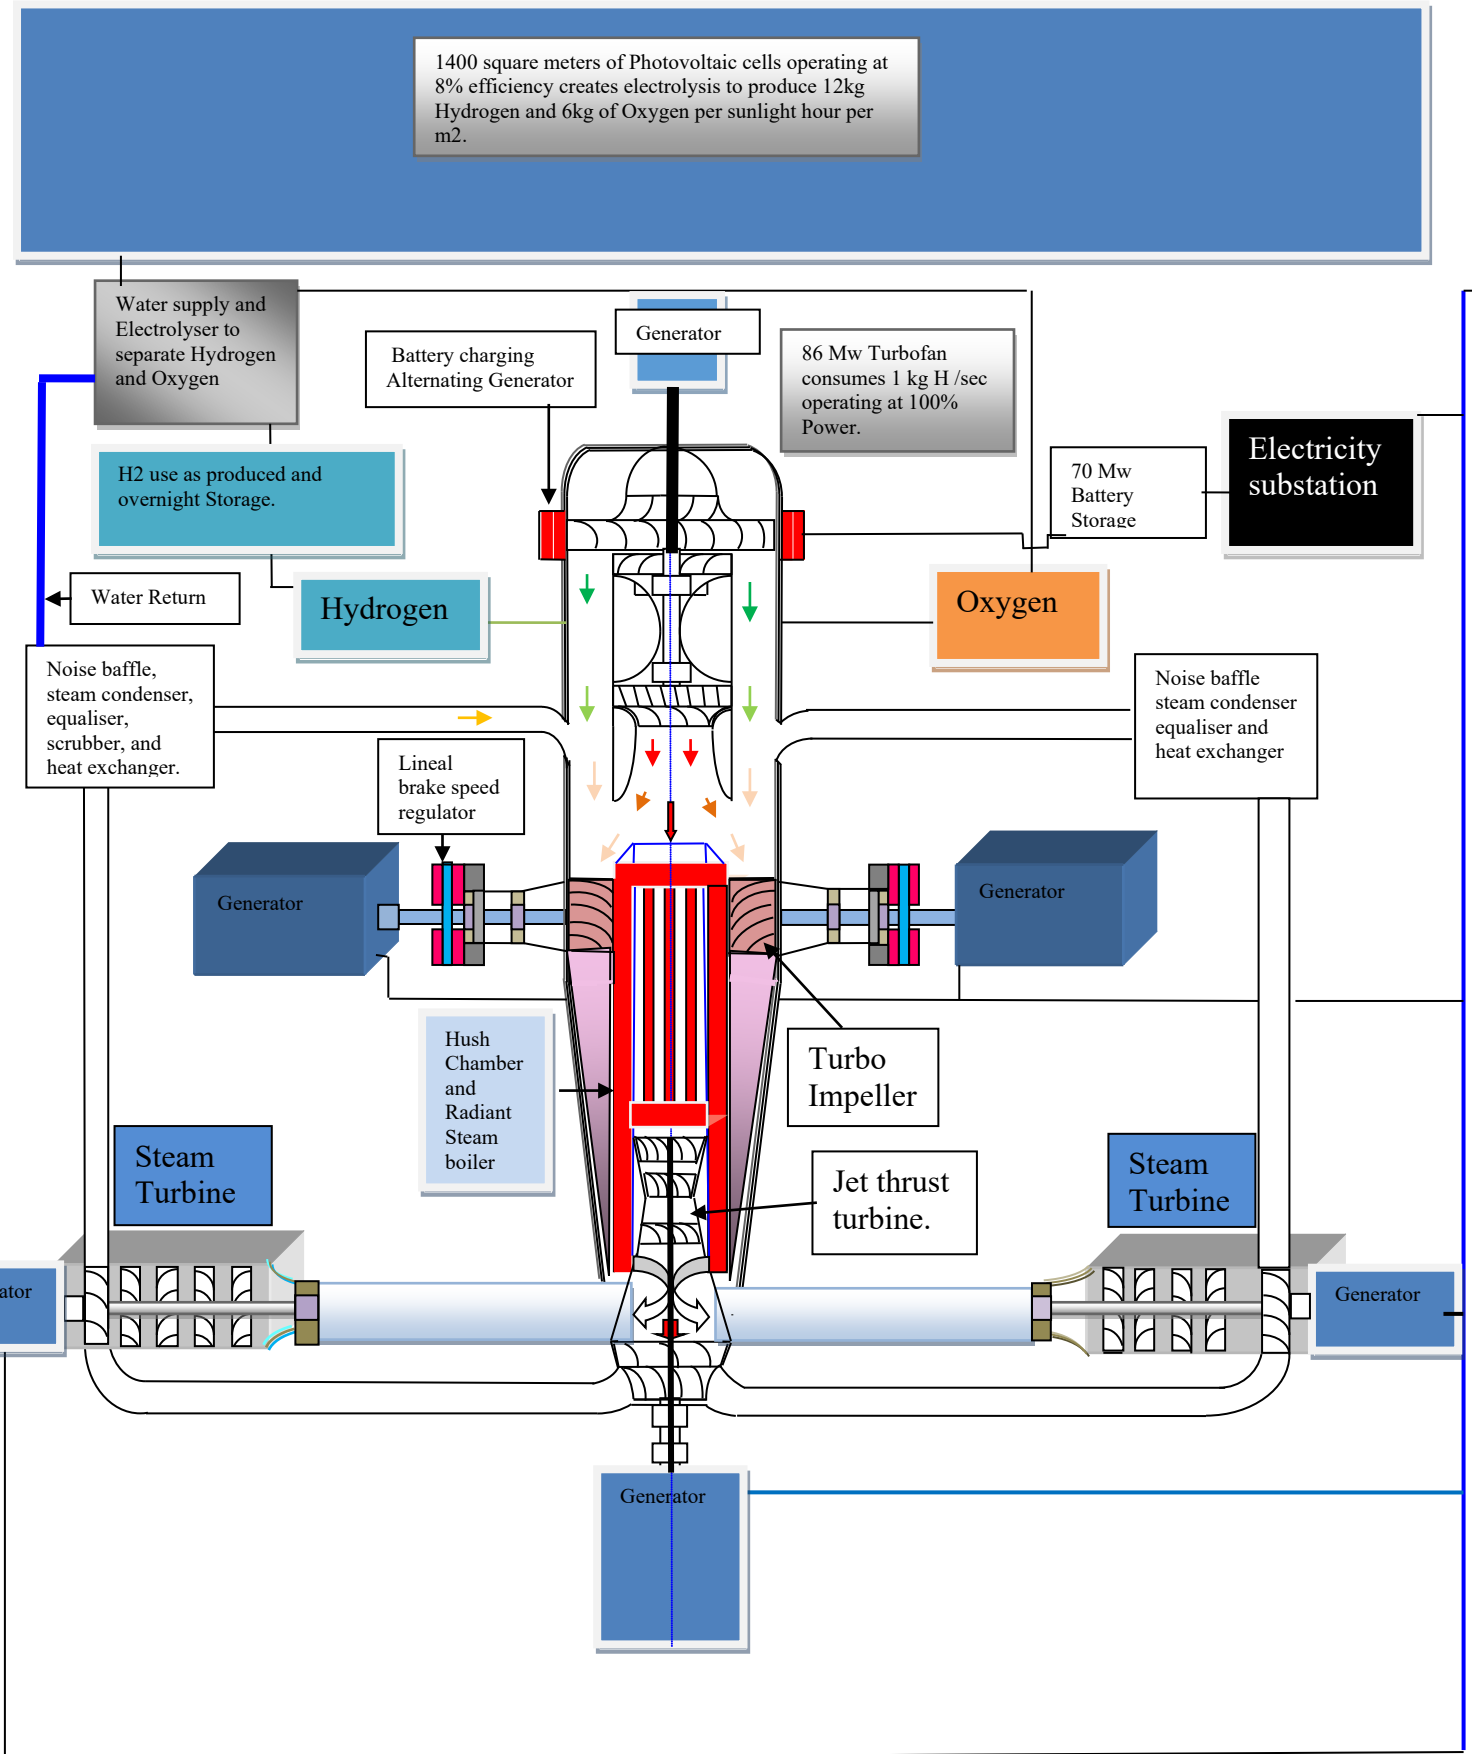 1400 square meters of Photovoltaic cells operating at
8% efficiency creates electrolysis to produce 12kg
Hydrogen and 6kg of Oxygen per sunlight hour per
m2.
Water supply and
Electrolyser to
separate Hydrogen
and Oxygen
Generator
Battery charging
Alternating Generator
86 Mw Turbofan
consumes 1 kg H /sec
operating at 100%
Power.
Electricity
substation
70 Mw
Battery
Storage
H2 use as produced and
overnight Storage.
Water Return
Hydrogen
Oxygen
Noise baffle,
steam condenser,
equaliser,
scrubber, and
heat exchanger.
Noise baffle
steam condenser
equaliser and
heat exchanger
Lineal
brake speed
regulator
Generator
Generator
Hush
Chamber
and
Radiant
Steam
boiler
Turbo
Impeller
Steam
Turbine
Jet thrust
turbine.
Steam
Turbine
ator
Generator
Generator